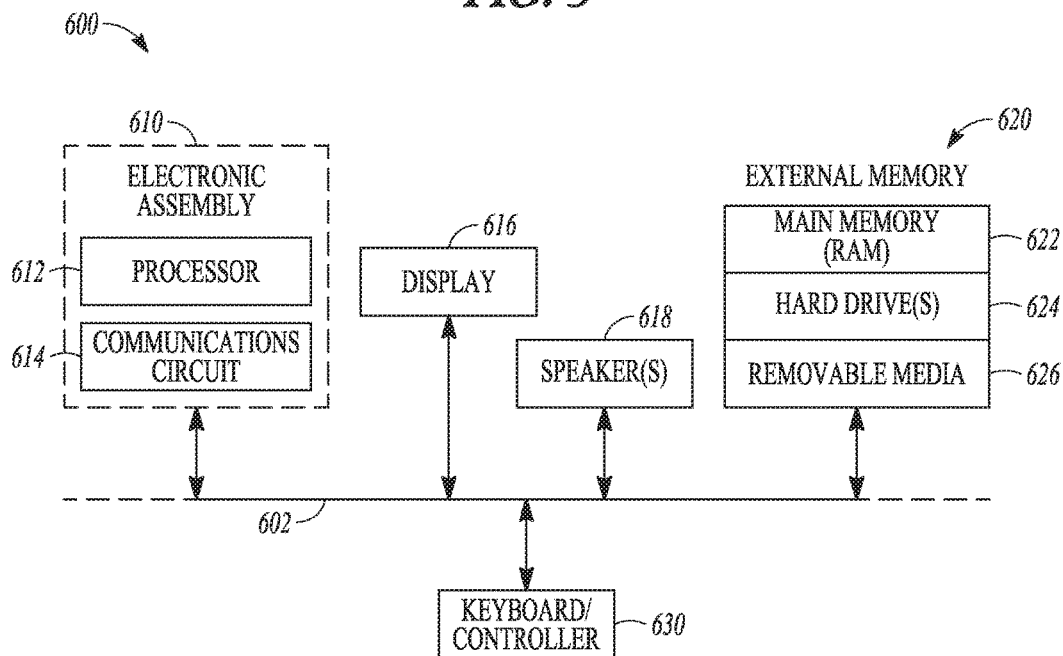 600
610
ELECTRONIC
ASSEMBLY
612
PROCESSOR
614
COMMUNICATIONS
CIRCUIT
616
DISPLAY
618
SPEAKER(S)
620
EXTERNAL MEMORY
MAIN MEMORY
(RAM)
622
HARD DRIVE(S)
624
REMOVABLE MEDIA
626
602
KEYBOARD/
CONTROLLER
630